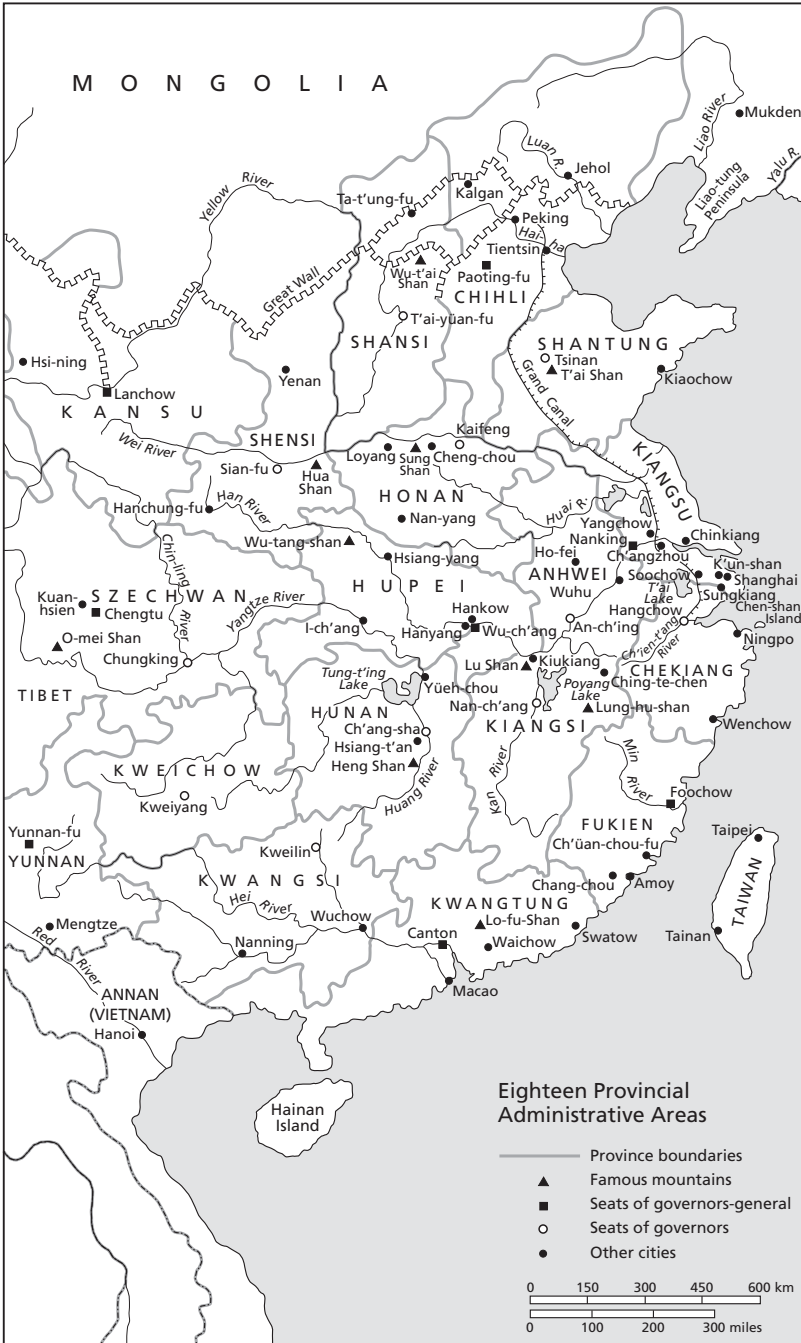 MONGOLIA
Liao River
Mukden
Luan R.
Jehol
Liao-tung
Peninsula
Yalu R.
Yellow River
Ta-t'ung-fu
Kalgan
Peking
Hai-ho
Tientsin
Great Wall
Wu-t'ai
Shan
Paoting-fu
CHIHLI
T'ai-yüan-fu
SHANSI
SHANTUNG
Tsinan
T'ai Shan
Kiaochow
Grand Canal
Hsi-ning
Lanchow
KANSU
Yenan
Wei River
SHENSI
Sian-fu
Hua
Shan
Loyang
Sung
Shan
Cheng-chou
Kaifeng
HONAN
Nan-yang
KIANGSU
Huai R.
Hanchung-fu
Han River
Wu-tang-shan
Hsiang-yang
Yangchow
Nanking
Chinkiang
Ch'angzhou
Ho-fei
ANHWEI
Wuhu
Soochow
T'ai
Lake
K'un-shan
Shanghai
Sungkiang
Chen-shan
Island
Hangchow
Ch'ien-t'ang
River
Ningpo
CHEKIANG
Chin-ling
River
SZECHWAN
Kuan-
hsien
Chengtu
O-mei Shan
Chungking
Yangtze River
HUPEI
I-ch'ang
Hankow
Hanyang
Wu-ch'ang
An-ch'ing
Lu Shan
Kiukiang
Poyang
Lake
Ching-te-chen
Nan-ch'ang
Lung-hu-shan
KIANGSI
Wenchow
TIBET
Tung-t'ing
Lake
Yüeh-chou
HUNAN
Ch'ang-sha
Hsiang-t'an
Heng Shan
Huang River
Kan River
KWEICHOW
Kweiyang
Min
River
Foochow
FUKIEN
Ch'üan-chou-fu
Chang-chou
Amoy
Taipei
TAIWAN
Tainan
Yunnan-fu
YUNNAN
Kweilin
KWANGSI
Hei River
Wuchow
KWANGTUNG
Lo-fu-Shan
Canton
Waichow
Swatow
Macao
Mengtze
Red River
Nanning
ANNAN
(VIETNAM)
Hanoi
Hainan
Island
Eighteen Provincial
Administrative Areas
Province boundaries
Famous mountains
Seats of governors-general
Seats of governors
Other cities
0 150 300 450 600 km
0 100 200 300 miles